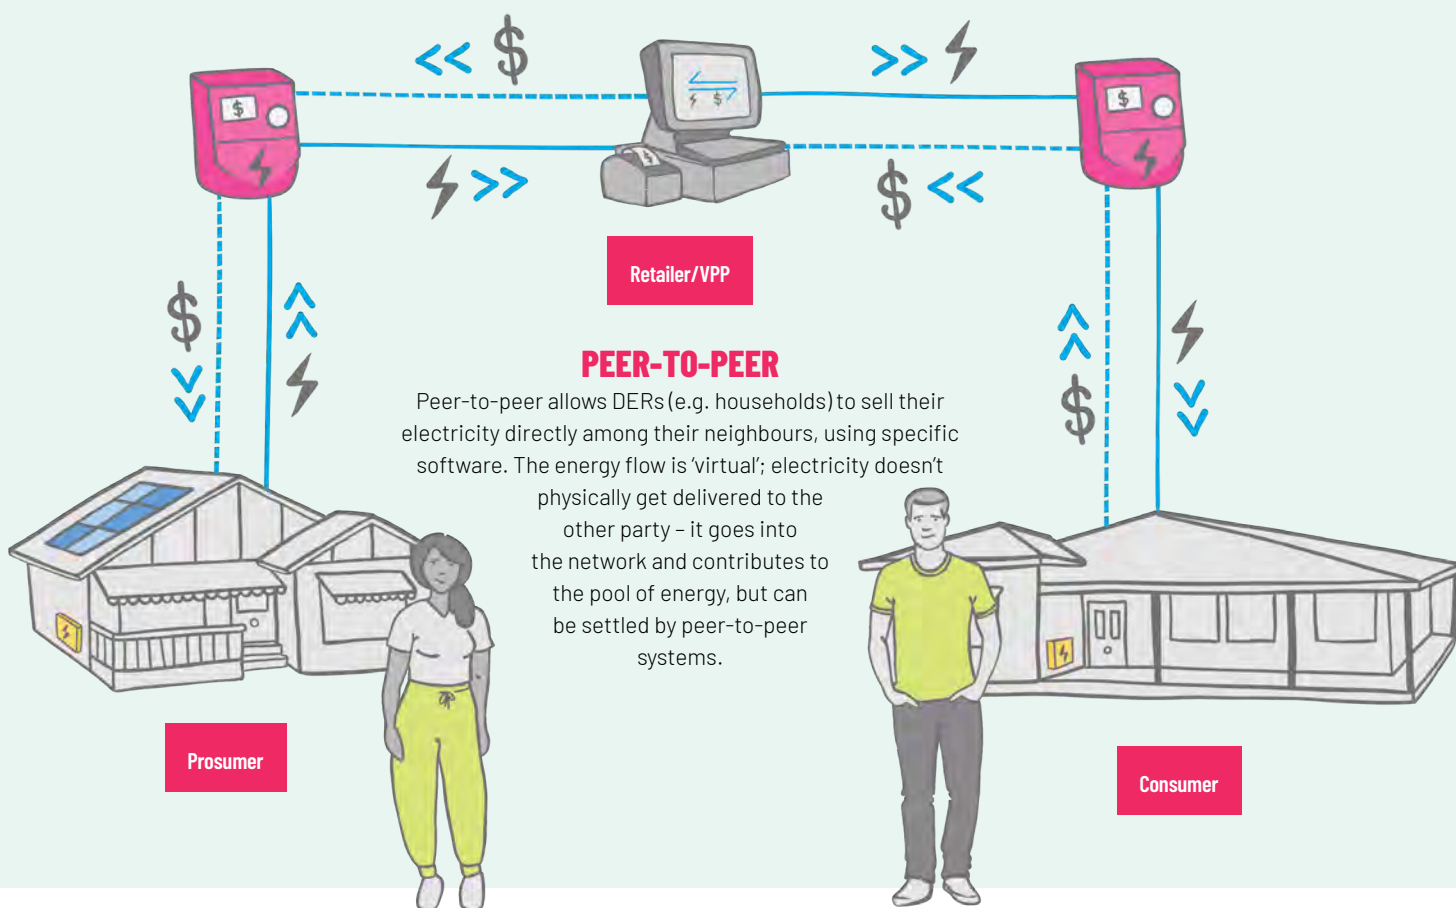 $
$
$
$
Retailer/VPP
$
$
$
PEER-TO-PEER
Peer-to-peer allows DERs (e.g. households) to sell their
electricity directly among their neighbours, using specific
software. The energy flow is ‘virtual’; electricity doesn’t
physically get delivered to the
other party – it goes into
the network and contributes to
the pool of energy, but can
be settled by peer-to-peer
systems.
Prosumer
Consumer